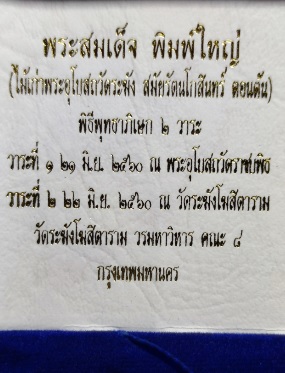 พระสมเด็จ พิมพ์ใหญ่
(ไม้เก่าพระอุโบสถวัดระฆัง สมัยรัตนโกสินทร์ ตอนต้น)
พิธีพุทธาภิเษก ๒ วาระ
วาระที่ ๑ ๒๑ มิ.ย. ๒๕๖๐ ณ พระอุโบสถวัดราชบพิธ
วาระที่ ๒ ๒๒ มิ.ย. ๒๕๖๐ ณ วัดระฆังโฆสิตาราม
วัดระฆังโฆสิตาราม วรมหาวิหาร คณะ ๘
กรุงเทพมหานคร